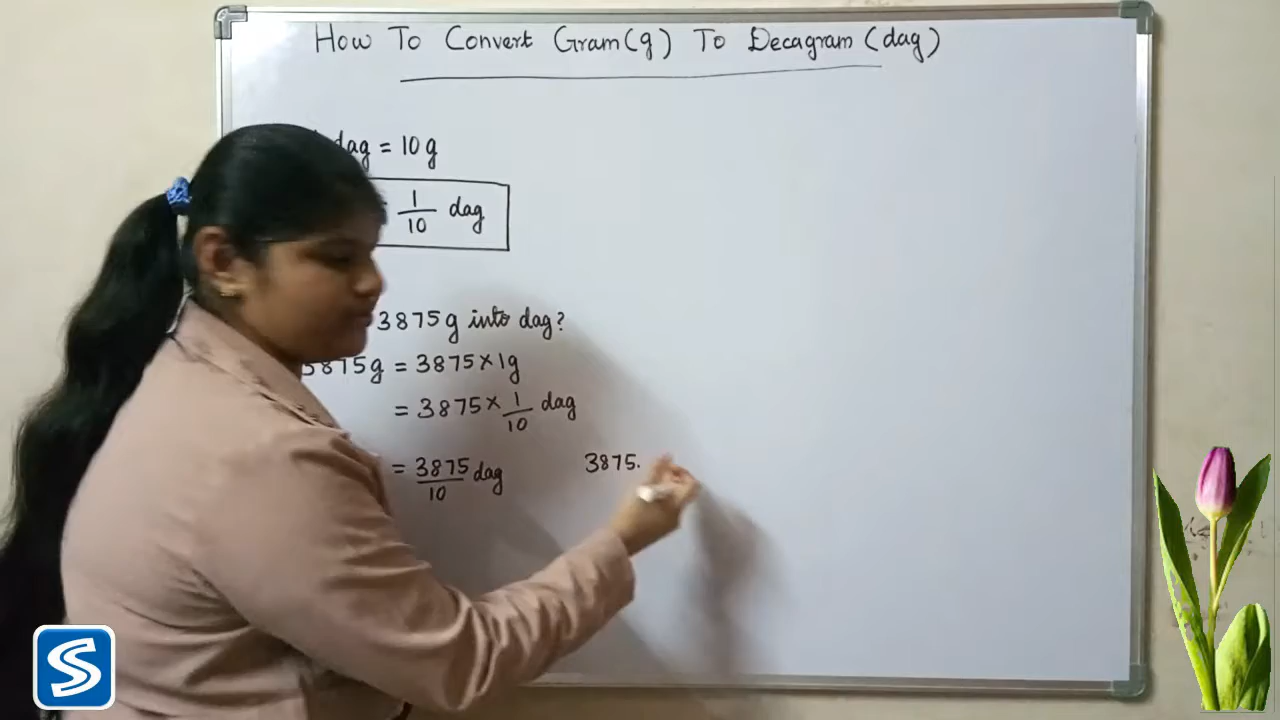 How To Convert Gram(g) To Decagram (dag)
dag = 10 g
1/10 dag
3875 g into dag?
3875g = 3875 × 1g
= 3875 × 1/10 dag
= 3875/10 dag 3875.
S